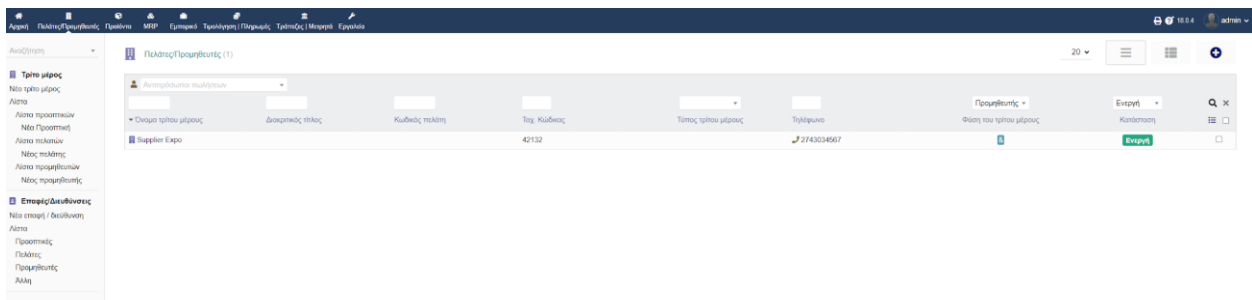 Αρχική Πελάτες/Προμηθευτές Προϊόντα MRP Εμπορικό Τιμολόγηση | Πληρωμές Τράπεζες | Μετρητά Εργαλεία 18.0.4 admin
Αναζήτηση
Πελάτες/Προμηθευτές (1) 20
Τρίτο μέρος
Νέο τρίτο μέρος
Λίστα
Λίστα προοπτικών
Νέα Προοπτική
Λίστα πελατών
Νέος πελάτης
Λίστα προμηθευτών
Νέος προμηθευτής
Επαφές/Διευθύνσεις
Νέα επαφή / διεύθυνση
Λίστα
Προοπτικές
Πελάτες
Προμηθευτές
Άλλη
Αντιπρόσωποι πωλήσεων
Προμηθευτής Ενεργή
Όνομα τρίτου μέρους Διακριτικός τίτλος Κωδικός πελάτη Ταχ. Κώδικας Τύπος τρίτου μέρους Τηλέφωνο Φύση του τρίτου μέρους Κατάσταση
Supplier Expo 42132 2743034567 Ενεργή